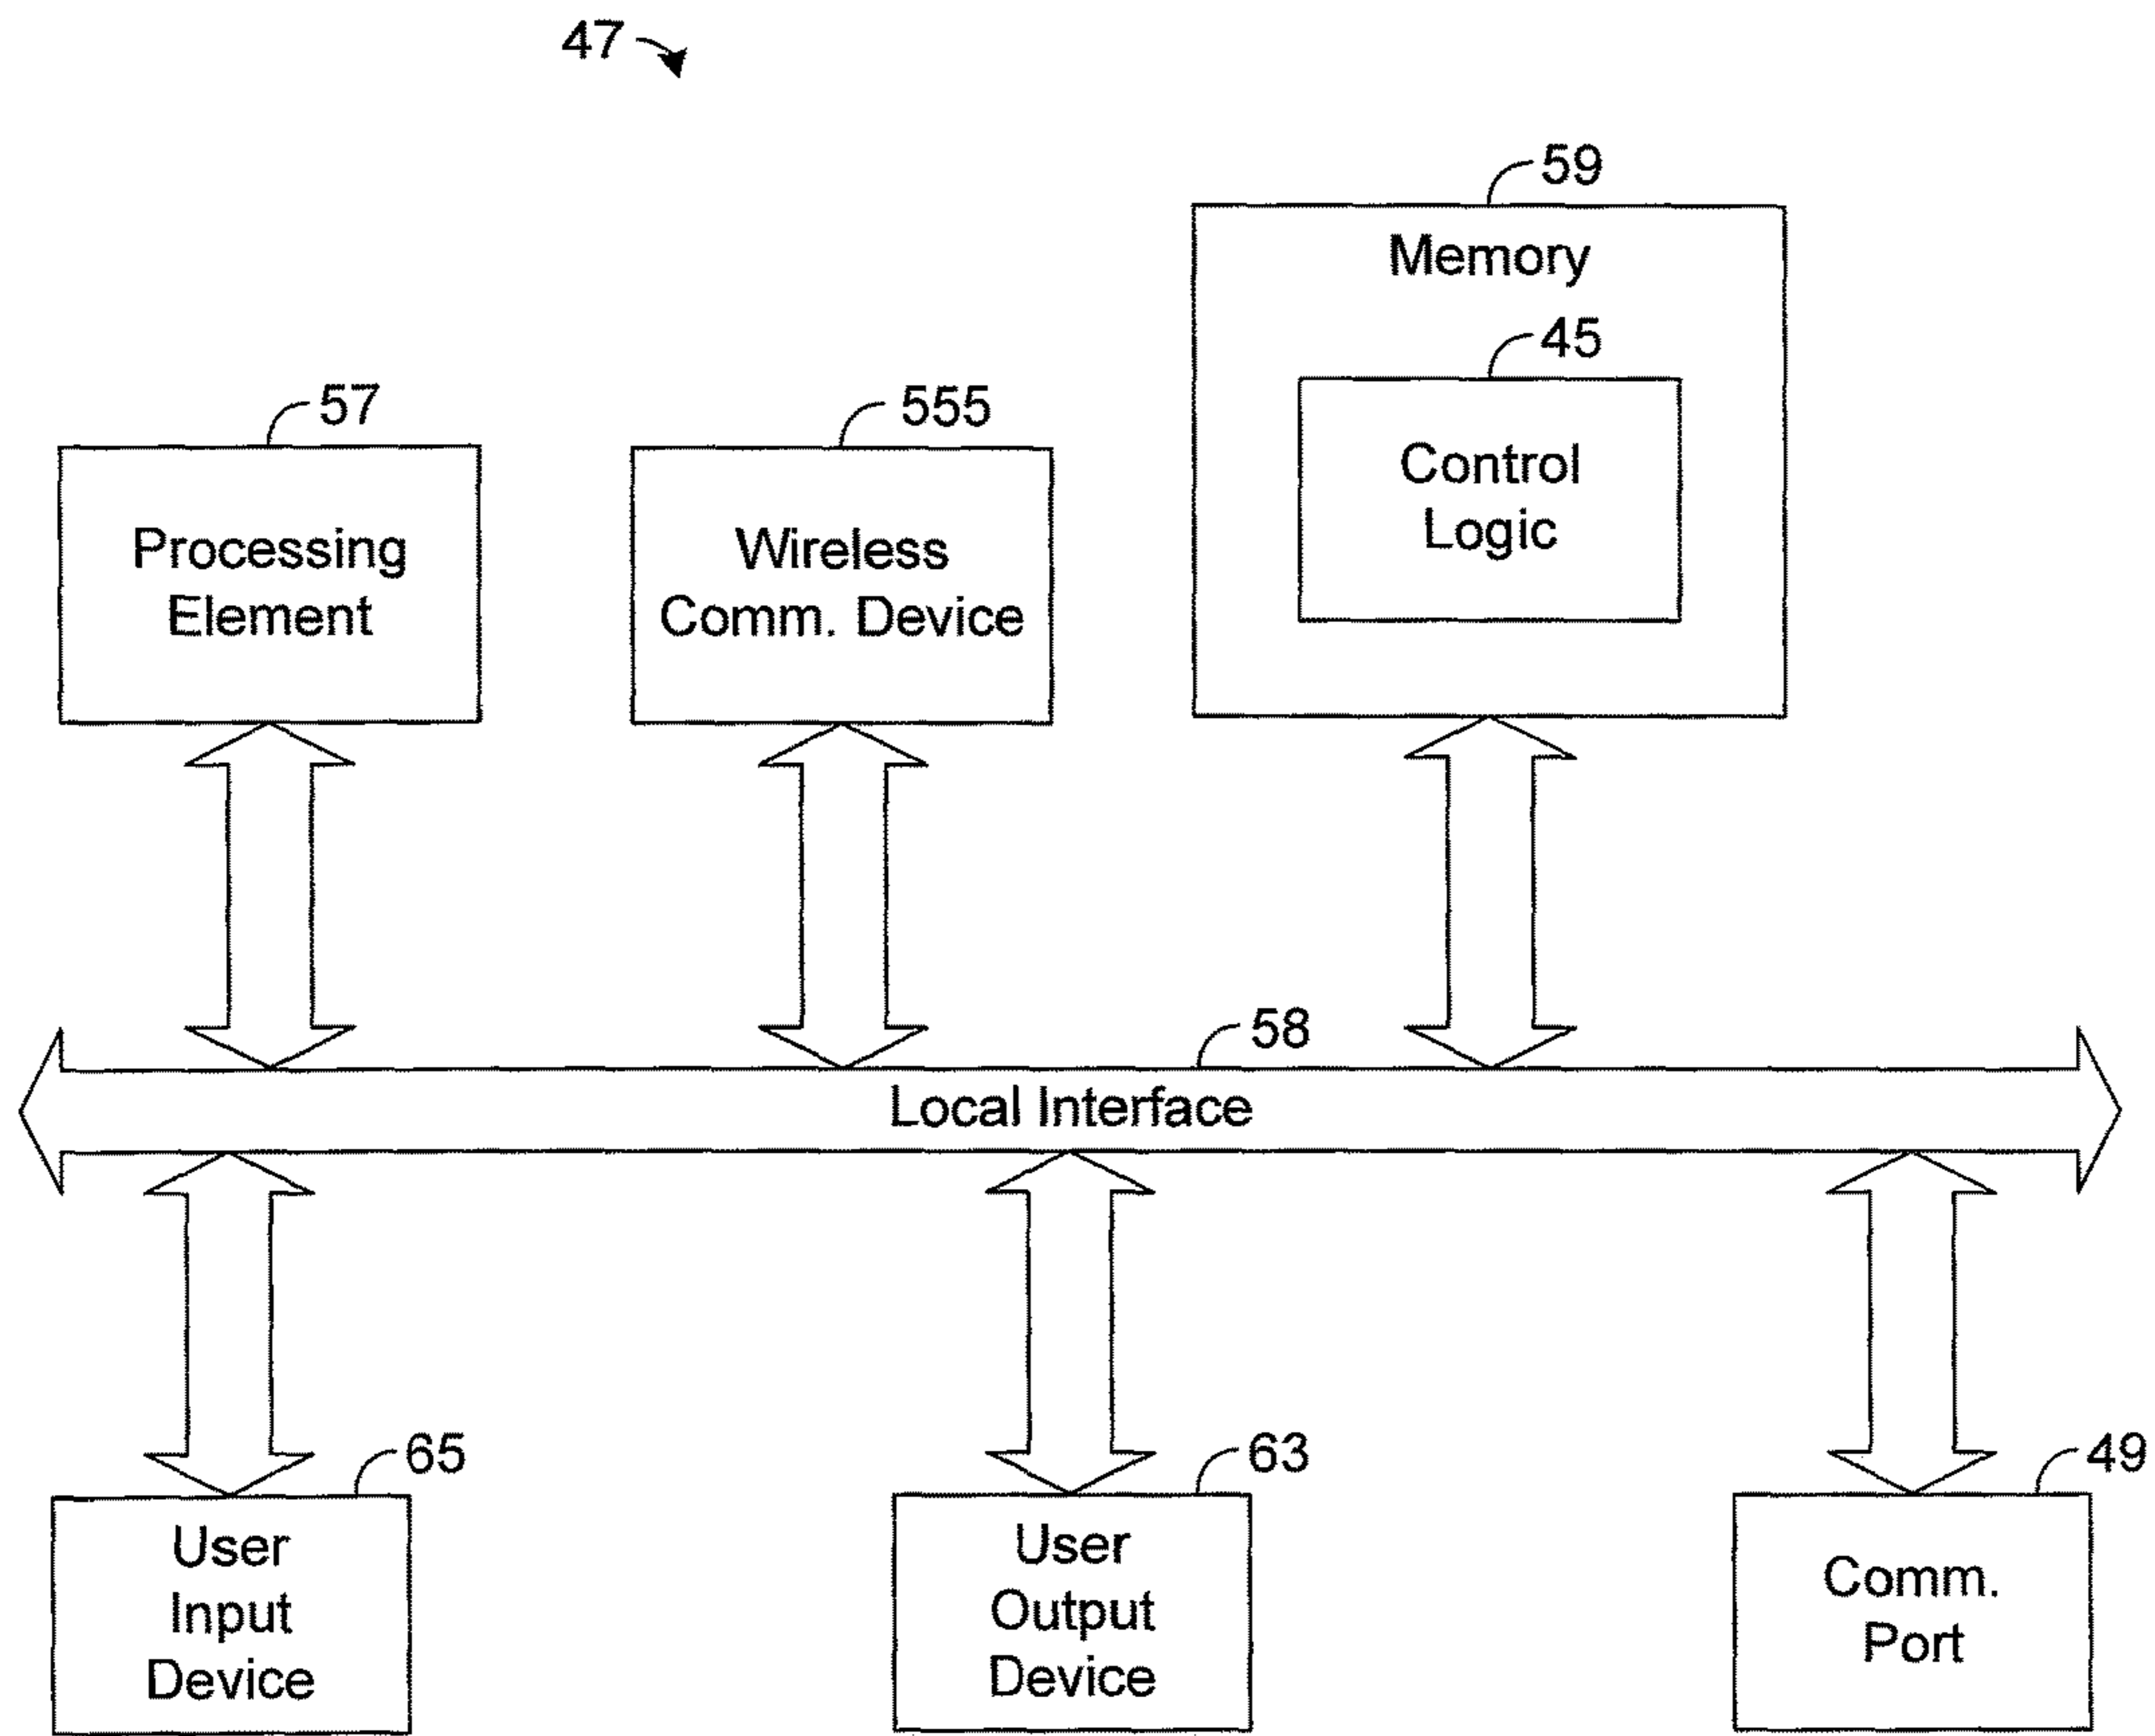 47
59
Memory
45
Control
Logic
57
Processing
Element
555
Wireless
Comm. Device
58
Local Interface
65
User
Input
Device
63
User
Output
Device
49
Comm.
Port